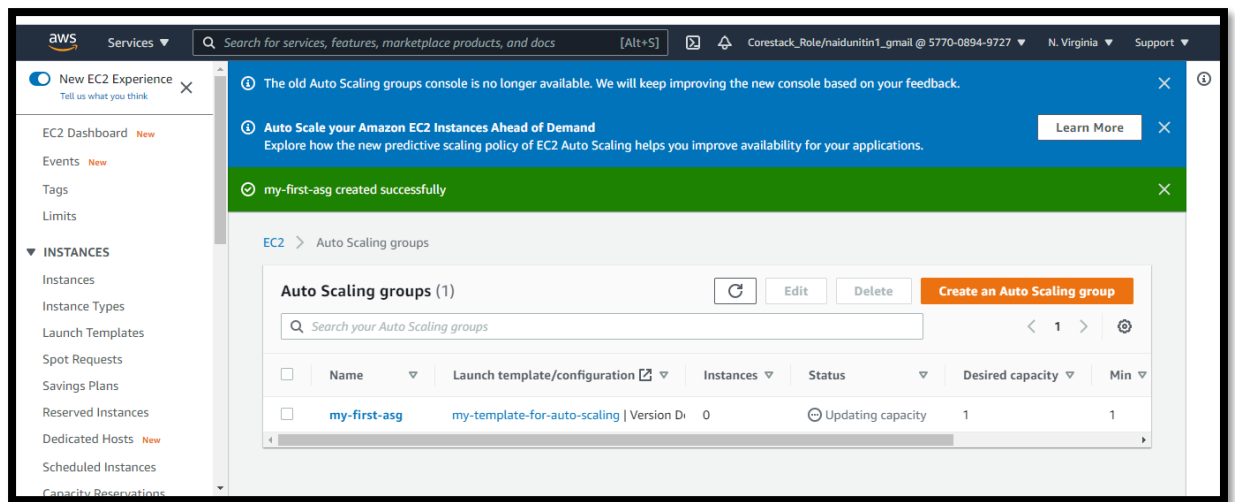 aws Services ▼ Search for services, features, marketplace products, and docs [Alt+S] Corestack_Role/naidunitin1_gmail @ 5770-0894-9727 ▼ N. Virginia ▼ Support ▼
New EC2 Experience
Tell us what you think
EC2 Dashboard New
Events New
Tags
Limits
▼ INSTANCES
Instances
Instance Types
Launch Templates
Spot Requests
Savings Plans
Reserved Instances
Dedicated Hosts New
Scheduled Instances
Capacity Reservations
The old Auto Scaling groups console is no longer available. We will keep improving the new console based on your feedback.
Auto Scale your Amazon EC2 Instances Ahead of Demand
Explore how the new predictive scaling policy of EC2 Auto Scaling helps you improve availability for your applications.
Learn More
my-first-asg created successfully
EC2 > Auto Scaling groups
Auto Scaling groups (1) Edit Delete Create an Auto Scaling group
Search your Auto Scaling groups < 1 >
Name Launch template/configuration Instances Status Desired capacity Min
my-first-asg my-template-for-auto-scaling | Version 0 Updating capacity 1 1